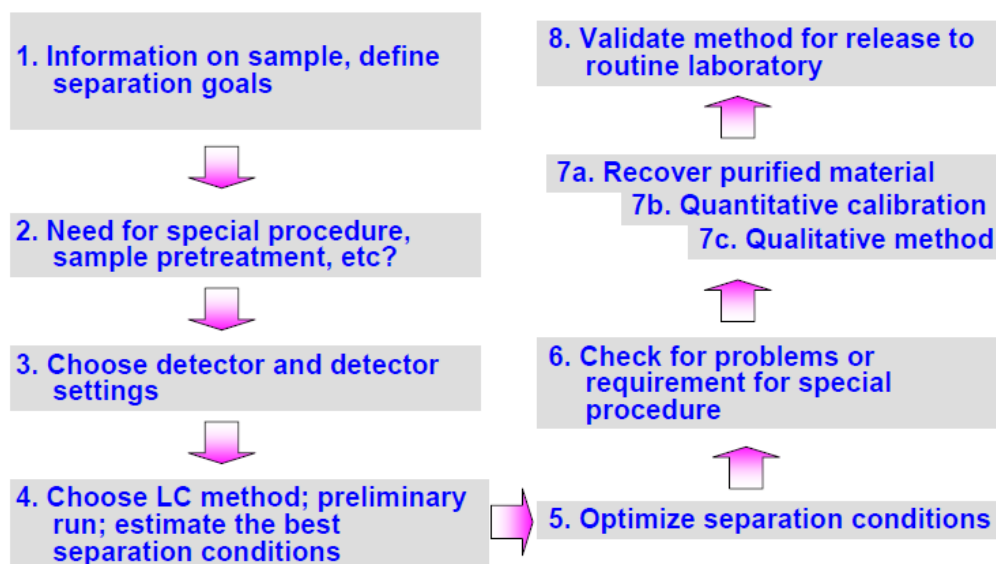 1. Information on sample, define
separation goals
2. Need for special procedure,
sample pretreatment, etc?
3. Choose detector and detector
settings
4. Choose LC method; preliminary
run; estimate the best
separation conditions
5. Optimize separation conditions
6. Check for problems or
requirement for special
procedure
7a. Recover purified material
7b. Quantitative calibration
7c. Qualitative method
8. Validate method for release to
routine laboratory